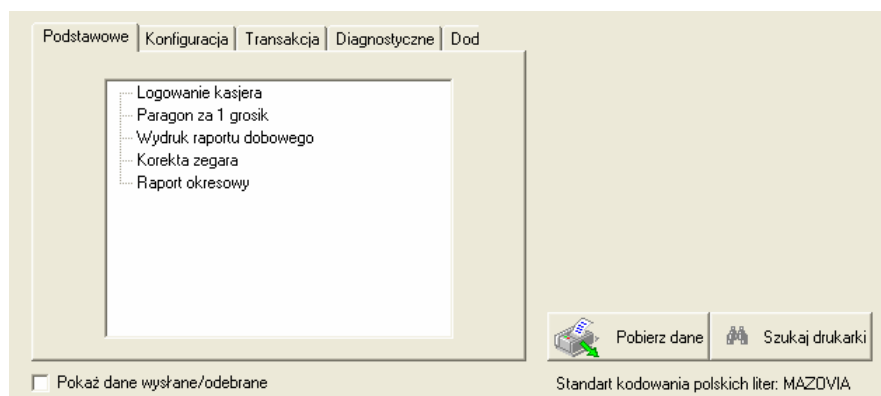 Podstawowe Konfiguracja Transakcja Diagnostyczne Dod
Logowanie kasjera
Paragon za 1 grosik
Wydruk raportu dobowego
Korekta zegara
Raport okresowy
Pobierz dane Szukaj drukarki
Pokaż dane wysłane/odebrane Standart kodowania polskich liter: MAZOVIA